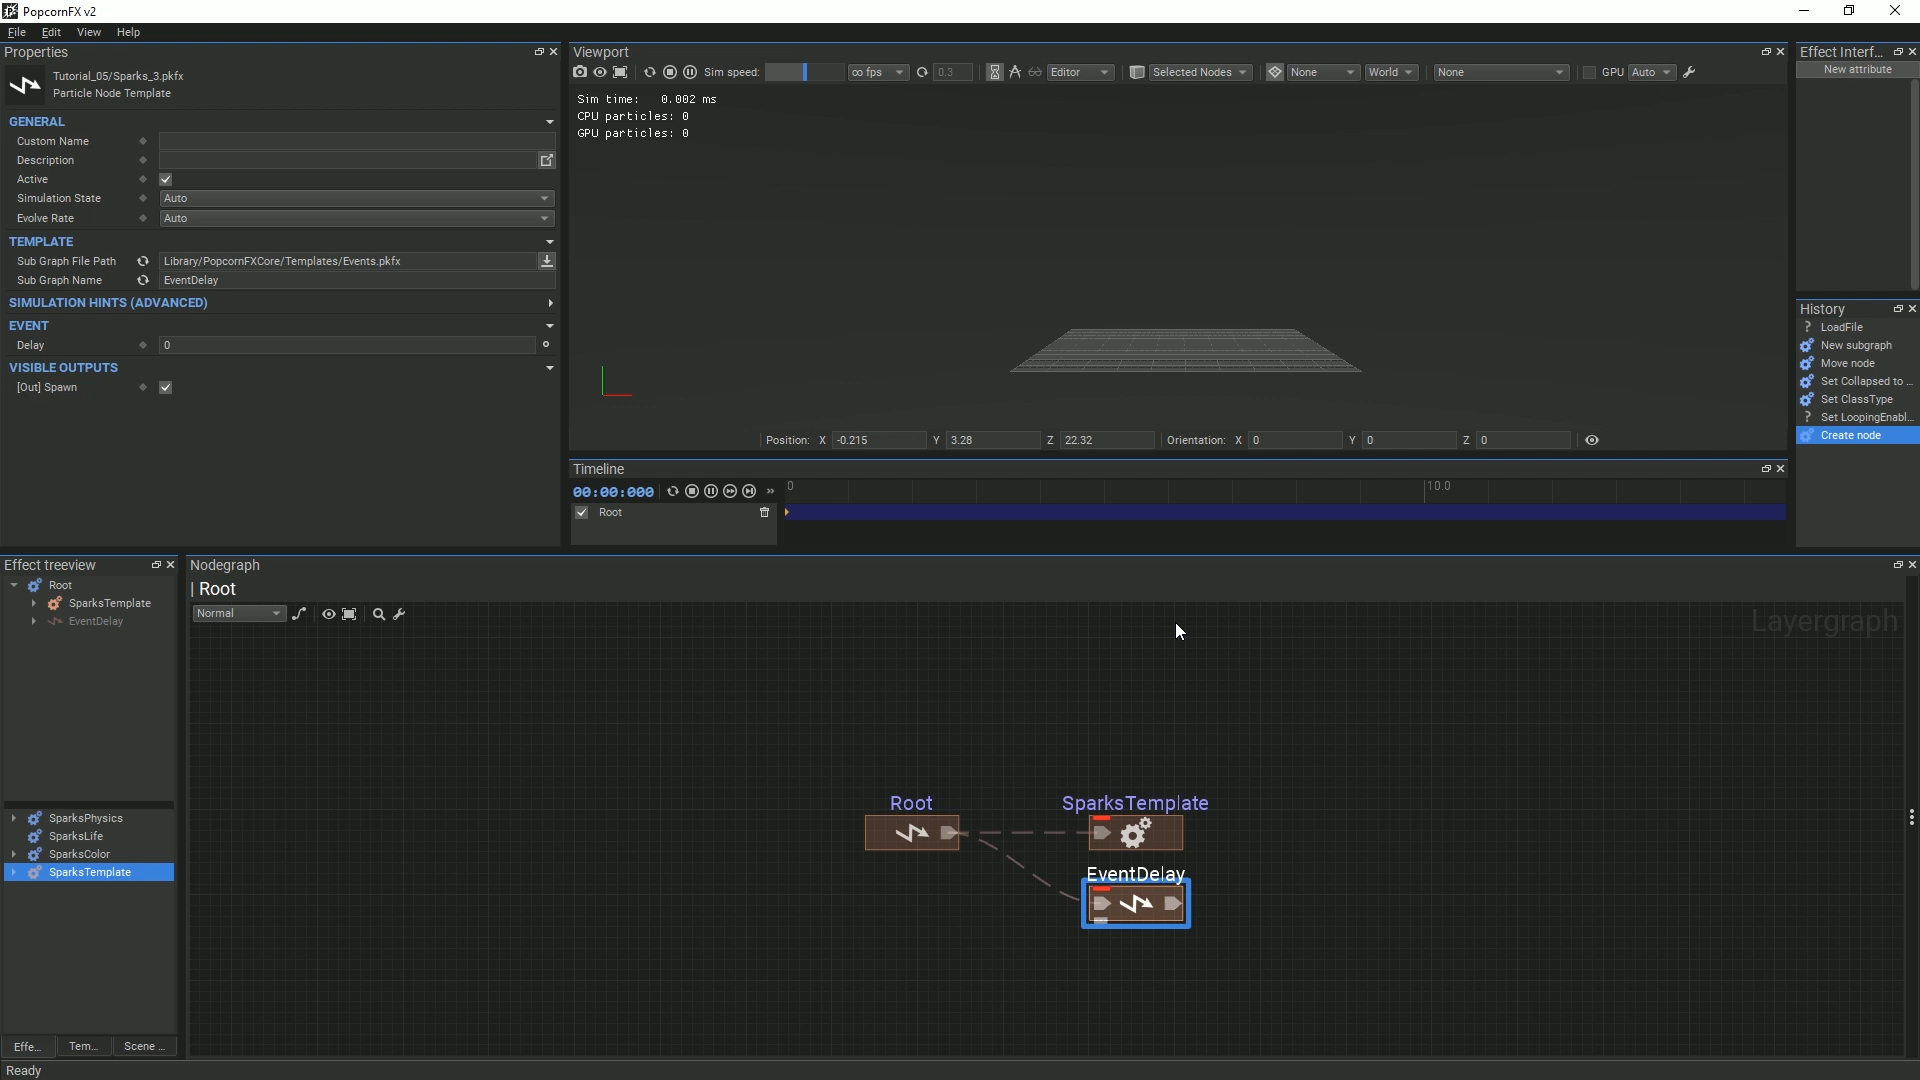 PopcornFX v2
File Edit View Help
Properties
Tutorial_05/Sparks_3.pkfx
Particle Node Template
GENERAL
Custom Name
Description
Active
Simulation State Auto
Evolve Rate Auto
TEMPLATE
Sub Graph File Path Library/PopcornFXCore/Templates/Events.pkfx
Sub Graph Name EventDelay
SIMULATION HINTS (ADVANCED)
EVENT
Delay 0
VISIBLE OUTPUTS
[Out] Spawn
Viewport
Sim speed: ∞ fps 0.3 Editor Selected Nodes None World None GPU Auto
Sim time: 0.002 ms
CPU particles: 0
GPU particles: 0
Position: X -0.215 Y 3.28 Z 22.32 Orientation: X 0 Y 0 Z 0
Timeline
00:00:000 » 0 10.0
Root
Effect Interf...
New attribute
History
? LoadFile
New subgraph
Move node
Set Collapsed to ...
Set ClassType
? Set LoopingEnabl...
Create node
Effect treeview
Root
SparksTemplate
EventDelay
SparksPhysics
SparksLife
SparksColor
SparksTemplate
Effe... Tem... Scene ...
Nodegraph
| Root
Normal
Layergraph
Root SparksTemplate
EventDelay
Ready